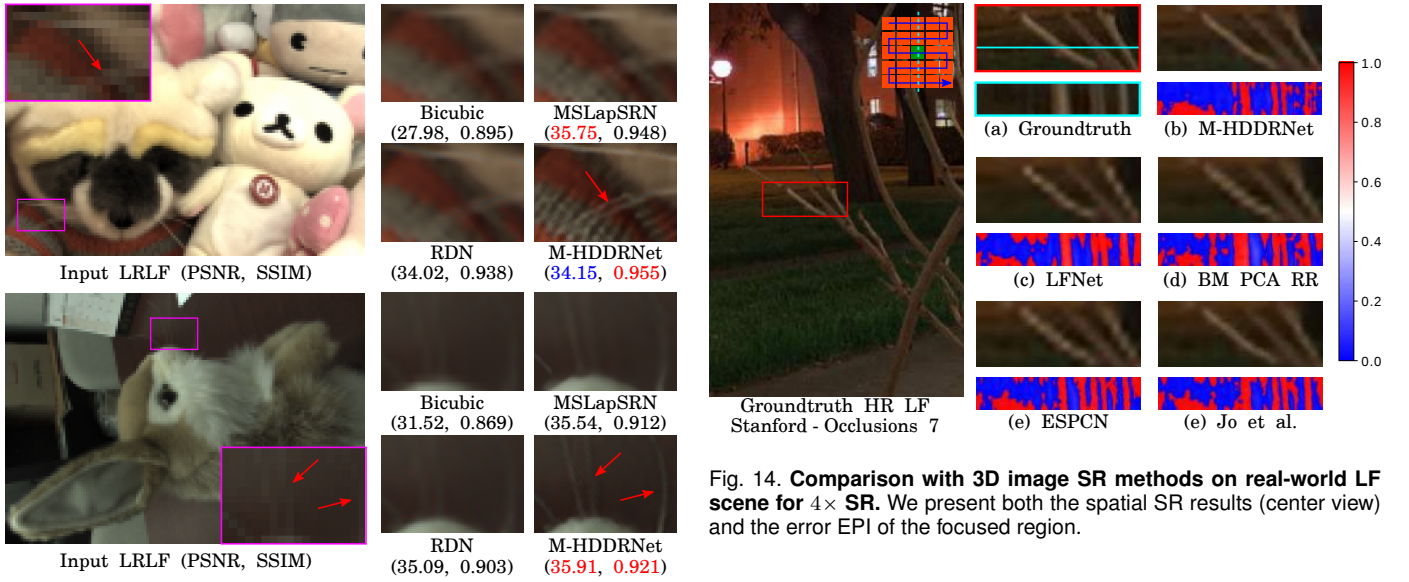 Bicubic
(27.98, 0.895)
MSLapSRN
(35.75, 0.948)
RDN
(34.02, 0.938)
M-HDDRNet
(34.15, 0.955)
Input LRLF (PSNR, SSIM)
Bicubic
(31.52, 0.869)
MSLapSRN
(35.54, 0.912)
RDN
(35.09, 0.903)
M-HDDRNet
(35.91, 0.921)
Input LRLF (PSNR, SSIM)
Groundtruth HR LF
Stanford - Occlusions 7
(a) Groundtruth
(b) M-HDDRNet
(c) LFNet
(d) BM PCA RR
(e) ESPCN
(e) Jo et al.
1.0
0.8
0.6
0.4
0.2
0.0
Fig. 14. Comparison with 3D image SR methods on real-world LF
scene for 4× SR. We present both the spatial SR results (center view)
and the error EPI of the focused region.